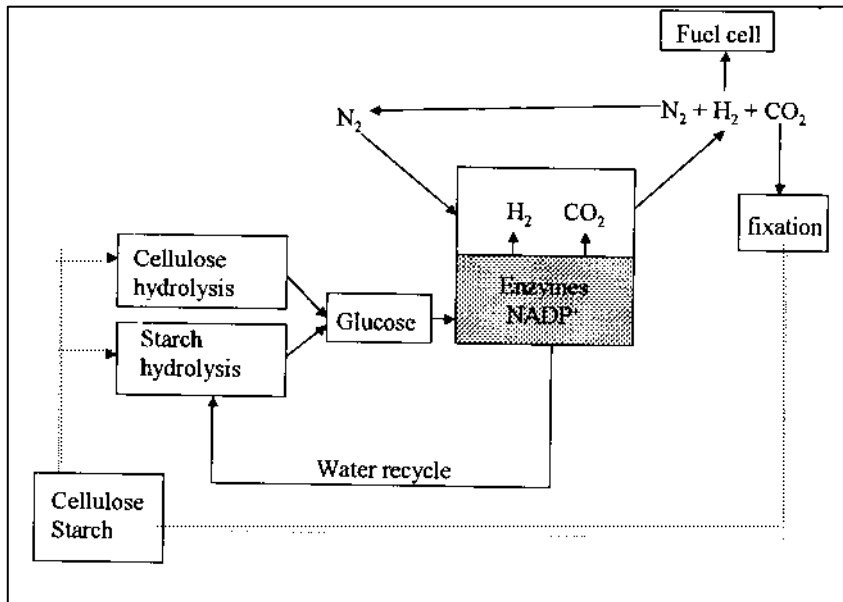 Fuel cell
N₂
N₂ + H₂ + CO₂
H₂
CO₂
fixation
Cellulose
hydrolysis
Enzymes
NADP⁺
Glucose
Starch
hydrolysis
Water recycle
Cellulose
Starch